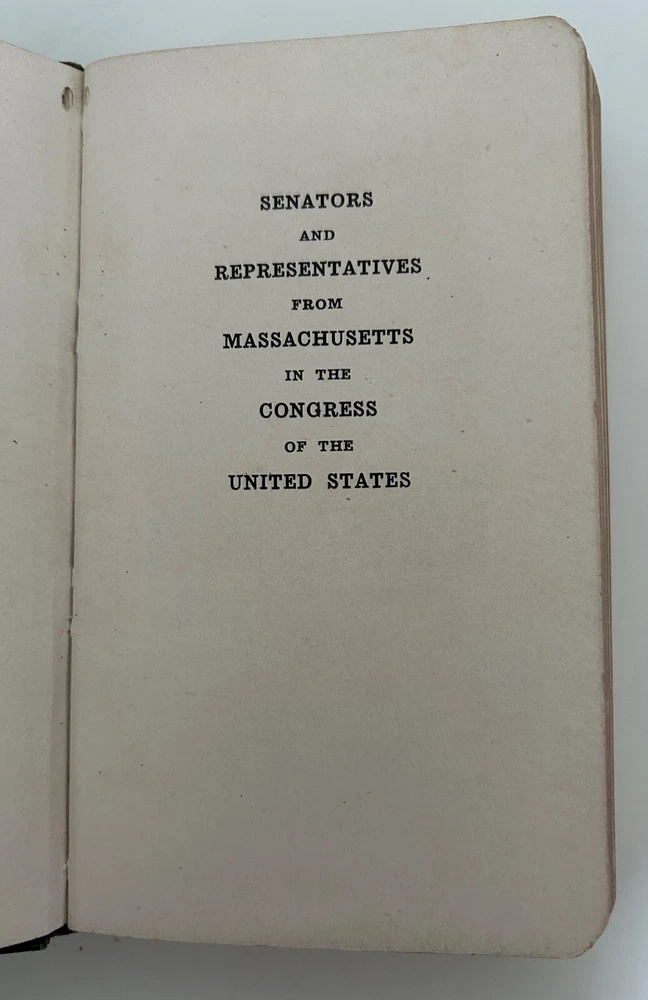 SENATORS
AND
REPRESENTATIVES
FROM
MASSACHUSETTS
IN THE
CONGRESS
OF THE
UNITED STATES